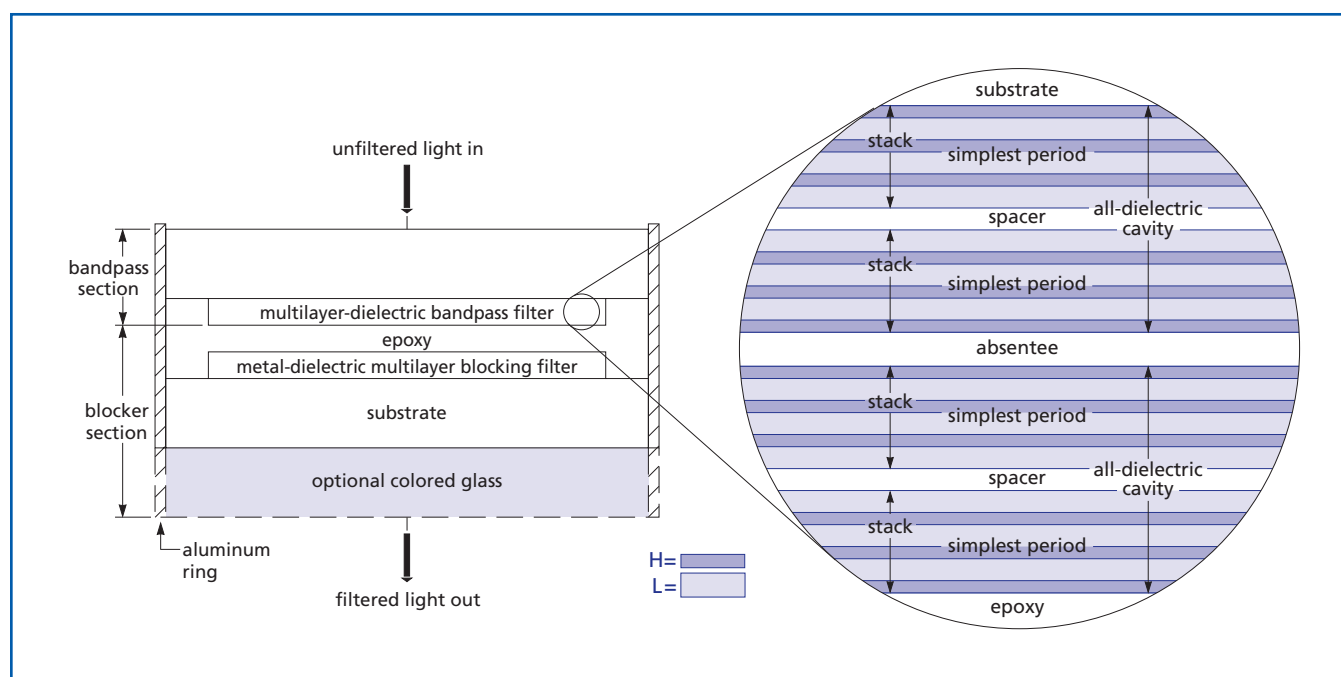 unfiltered light in
bandpass
section
multilayer-dielectric bandpass filter
epoxy
metal-dielectric multilayer blocking filter
blocker
section
substrate
optional colored glass
aluminum
ring
filtered light out
H=
L=
substrate
stack
simplest period
spacer
all-dielectric
cavity
stack
simplest period
absentee
stack
simplest period
spacer
all-dielectric
cavity
stack
simplest period
epoxy